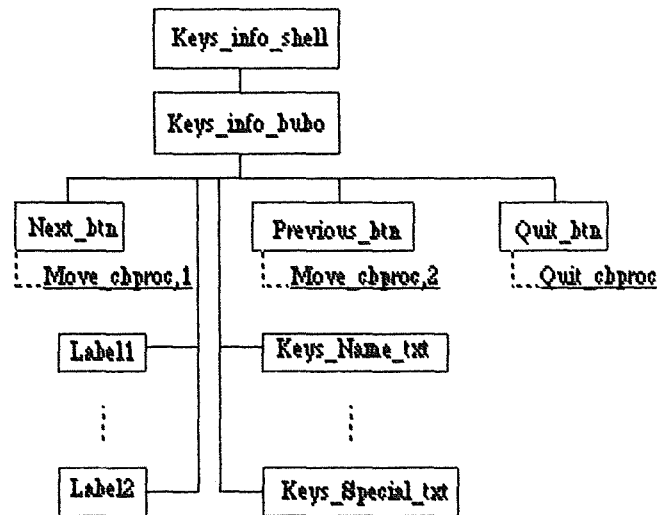 Keys_info_shell
Keys_info_bubo
Next_btn
Previous_btn
Quit_btn
Move_cbproc,1
Move_cbproc,2
Quit_cbproc
Label1
Keys_Name_txt
Label2
Keys_Special_txt